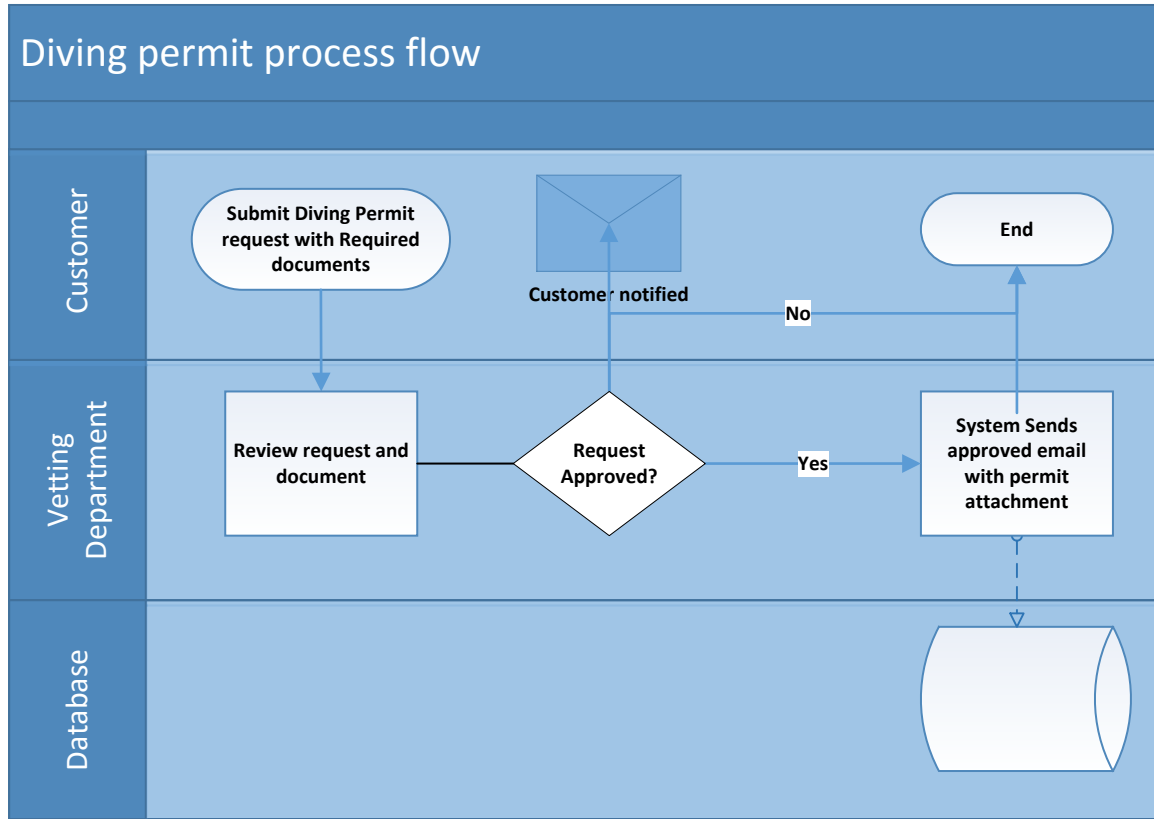 Diving permit process flow
Customer
Submit Diving Permit
request with Required
documents
Customer notified
End
No
Vetting
Department
Review request and
document
Request
Approved?
Yes
System Sends
approved email
with permit
attachment
Database